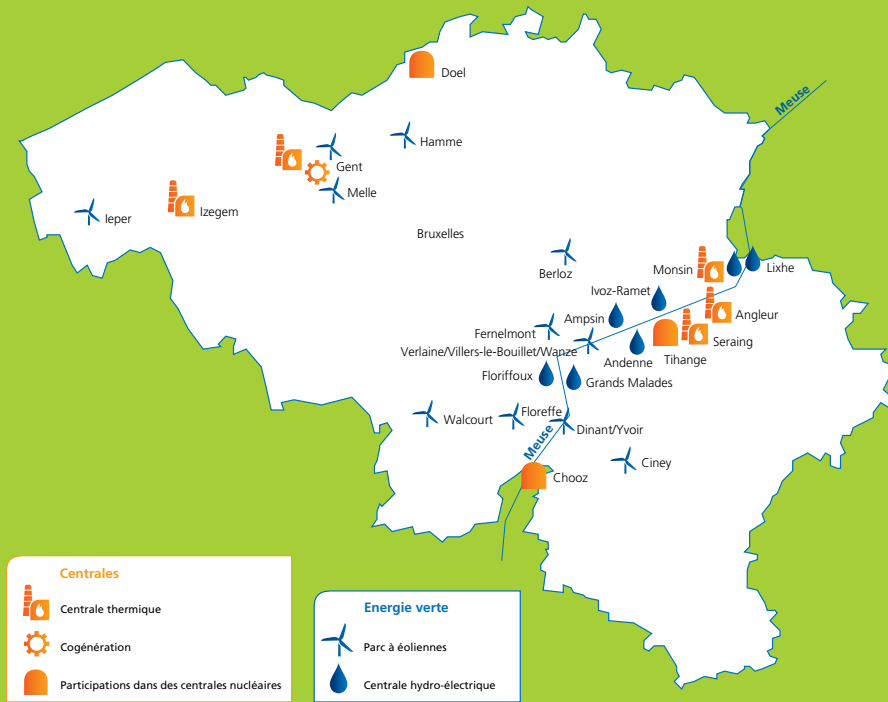 Doel
Meuse
Hamme
Gent
Melle
Ieper
Izegem
Bruxelles
Berloz
Monsin
Lixhe
Ivoz-Ramet
Ampsin
Angleur
Fernelmont
Seraing
Verlaine/Villers-le-Bouillet/Wanze
Andenne
Tihange
Floriffoux
Grands Malades
Walcourt
Floreffe
Dinant/Yvoir
Meuse
Ciney
Chooz
Centrales
Centrale thermique
Cogénération
Participations dans des centrales nucléaires
Energie verte
Parc à éoliennes
Centrale hydro-électrique